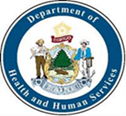 Department of
Health and Human Services